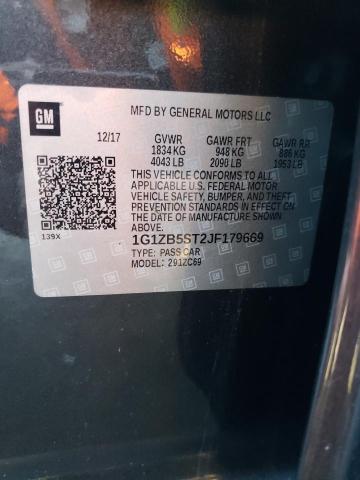 GM
MFD BY GENERAL MOTORS LLC
12/17 GVWR GAWR FRT GAWR RR
1834 KG 948 KG 886 KG
4043 LB 2090 LB 1953 LB
THIS VEHICLE CONFORMS TO ALL
APPLICABLE U.S. FEDERAL MOTOR
VEHICLE SAFETY, BUMPER, AND THEFT
PREVENTION STANDARDS IN EFFECT ON
THE DATE OF MANUFACTURE SHOWN
ABOVE.
139X 1G1ZB5ST2JF179669
TYPE: PASS CAR
MODEL: 291ZC69